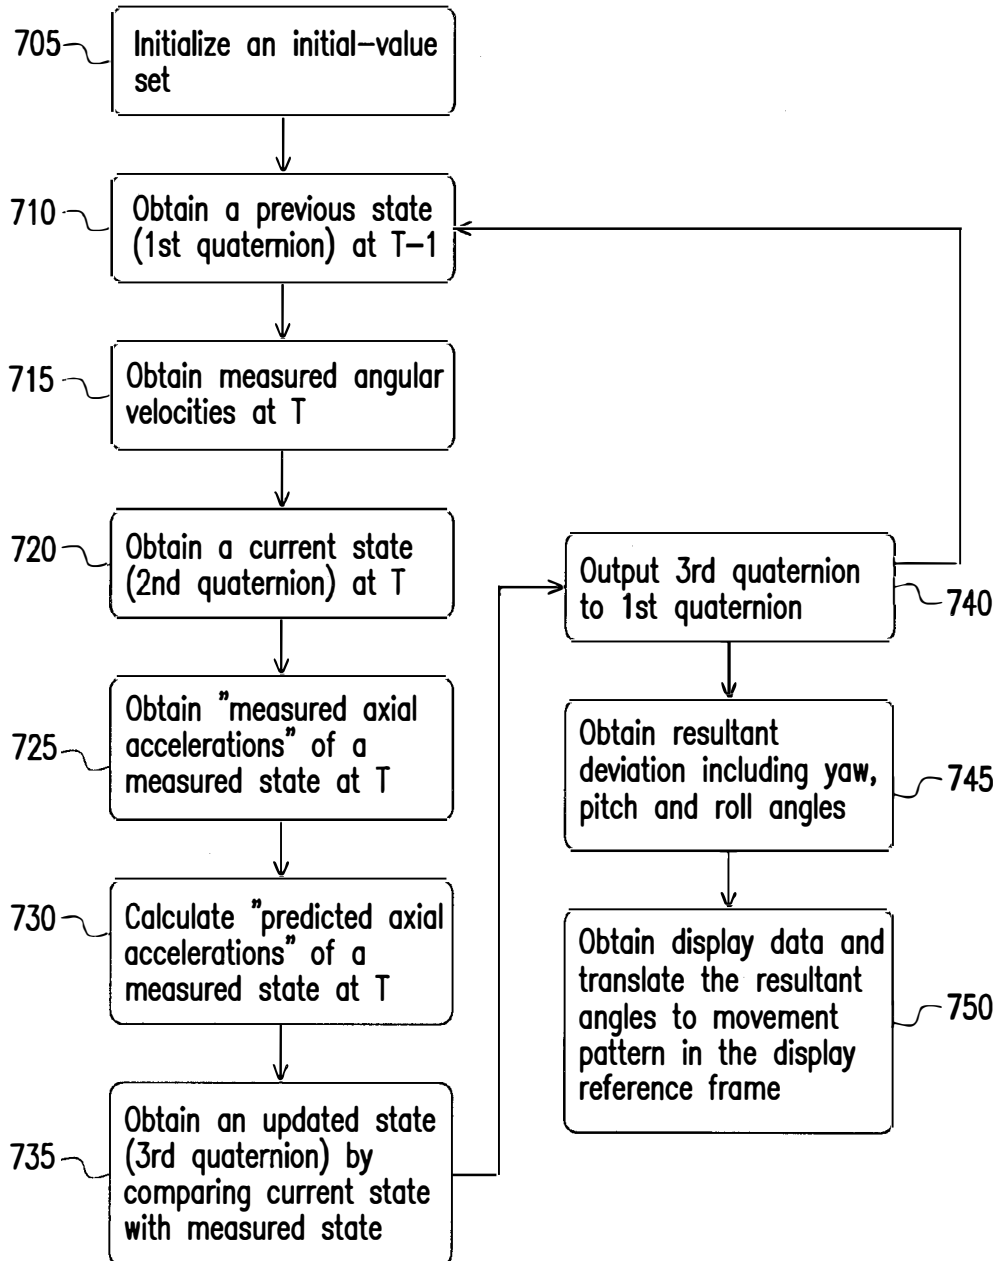 705
Initialize an initial-value
set
710
Obtain a previous state
(1st quaternion) at T-1
715
Obtain measured angular
velocities at T
720
Obtain a current state
(2nd quaternion) at T
725
Obtain "measured axial
accelerations" of a
measured state at T
730
Calculate "predicted axial
accelerations" of a
measured state at T
735
Obtain an updated state
(3rd quaternion) by
comparing current state
with measured state
Output 3rd quaternion
to 1st quaternion
740
Obtain resultant
deviation including yaw,
pitch and roll angles
745
Obtain display data and
translate the resultant
angles to movement
pattern in the display
reference frame
750